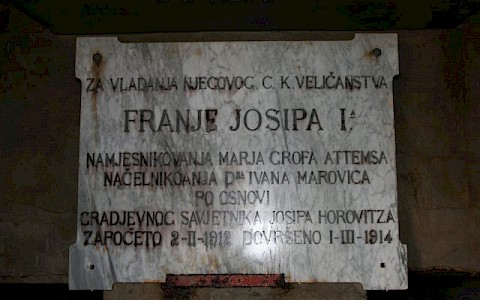 ZA VLADANJA NJEGOVOG. C. K. VELIČANSTVA
FRANJE JOSIPA I.A
NAMJESNIKOVANJA MARJA GROFA ATTEMSA
NAČELNIKOANJA DRA IVANA MAROVICA
PO OSNOVI
GRADJEVNOG SAVJETNIKA JOSIPA HOROVITZA
ZAPOČETO 2-II-1912 DOVRŠENO 1-III-1914